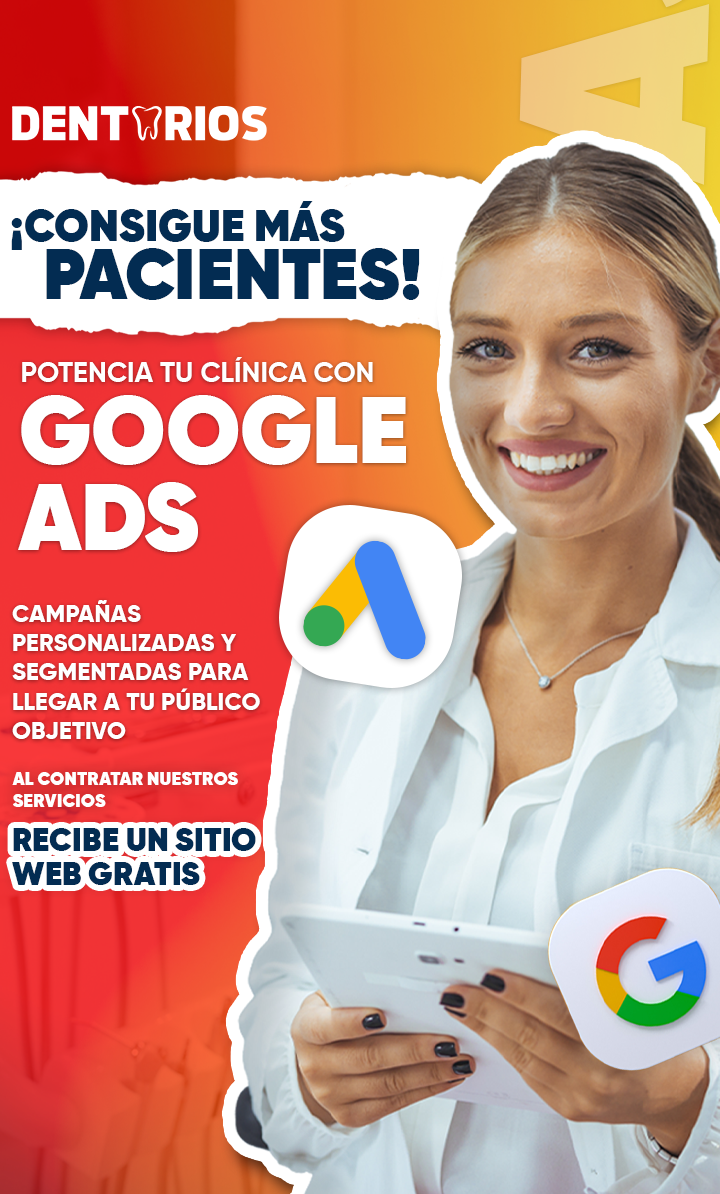 DENTARIOS
¡CONSIGUE MÁS
PACIENTES!
POTENCIA TU CLÍNICA CON
GOOGLE
ADS
CAMPAÑAS
PERSONALIZADAS Y
SEGMENTADAS PARA
LLEGAR A TU PÚBLICO
OBJETIVO
AL CONTRATAR NUESTROS
SERVICIOS
RECIBE UN SITIO
WEB GRATIS
G